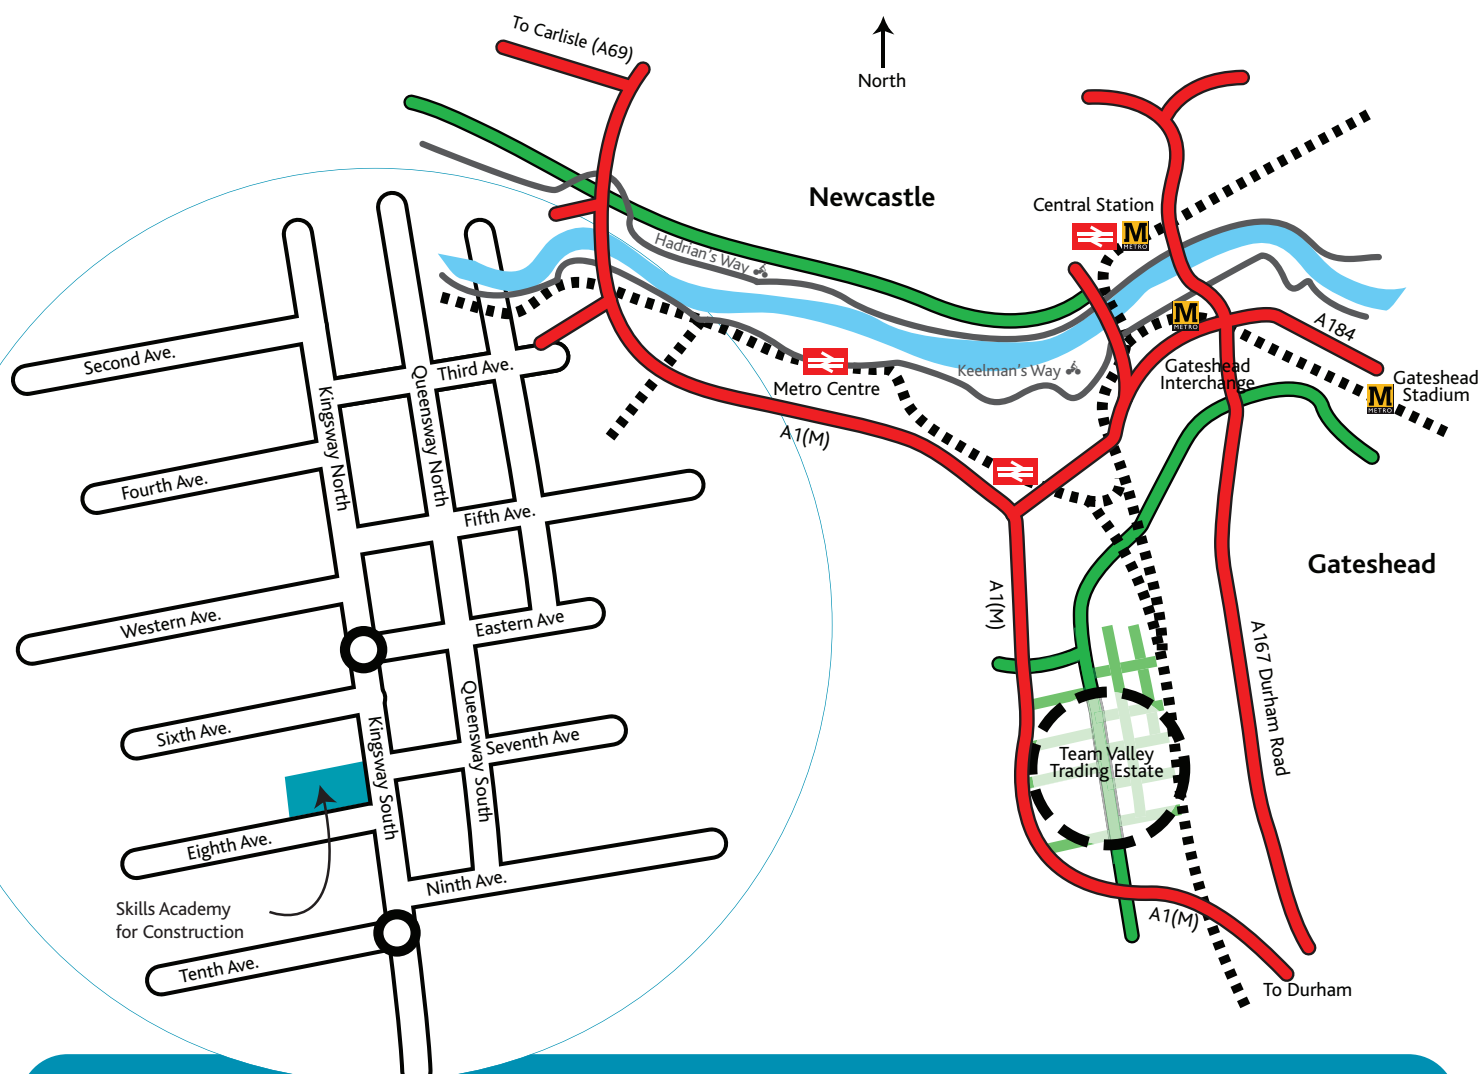 To Carlisle (A69)
North
Newcastle
Central Station
M
METRO
Hadrian's Way
M
METRO
A184
Second Ave.
Third Ave.
Queensway North
Kingsway North
Metro Centre
Keelman's Way
Gateshead
Interchange
Gateshead
Stadium
M
METRO
A1(M)
Fourth Ave.
Fifth Ave.
Gateshead
A1(M)
Western Ave.
Eastern Ave
A167 Durham Road
Sixth Ave.
Kingsway South
Queensway South
Seventh Ave
Team Valley
Trading Estate
Eighth Ave.
Ninth Ave.
Skills Academy
for Construction
A1(M)
Tenth Ave.
To Durham